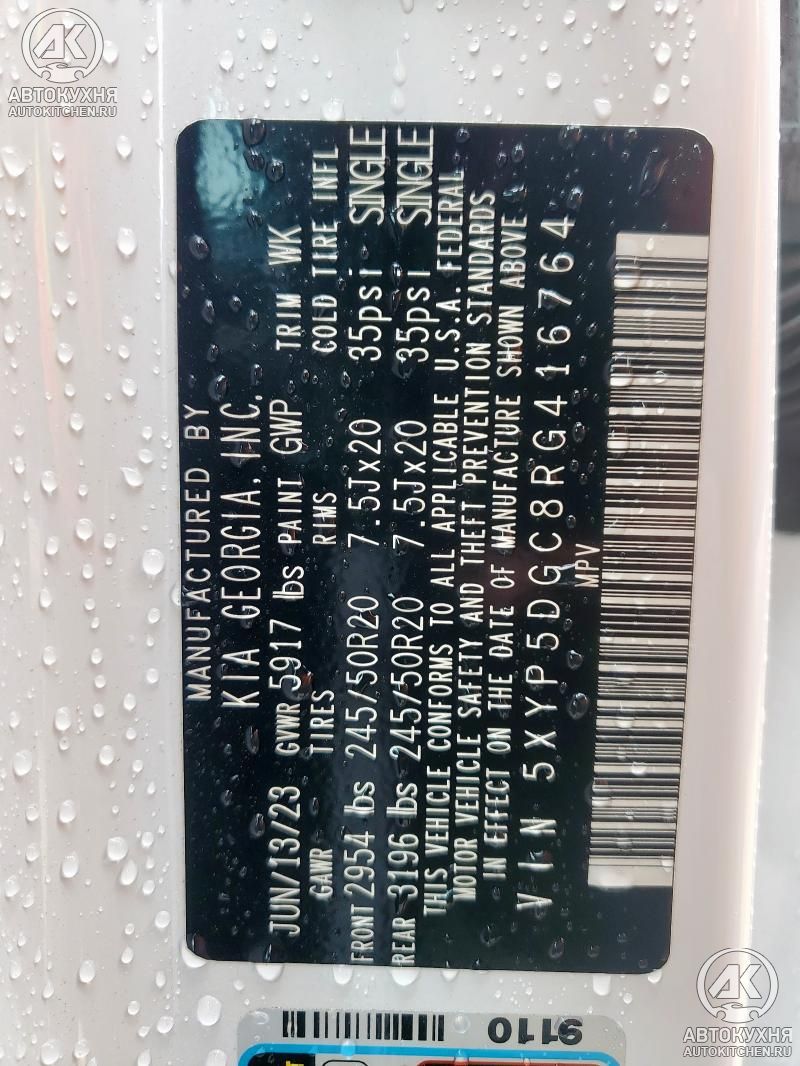 АК
АВТОКУХНЯ
AUTOKITCHEN.RU
MANUFACTURED BY
KIA GEORGIA, INC.
JUN/13/23 GVWR 5917 lbs PAINT GWP TRIM WK
GAWR TIRES RIMS COLD TIRE INFL
FRONT 2954 lbs 245/50R20 7.5Jx20 35psi SINGLE
REAR 3196 lbs 245/50R20 7.5Jx20 35psi SINGLE
THIS VEHICLE CONFORMS TO ALL APPLICABLE U.S.A. FEDERAL
MOTOR VEHICLE SAFETY AND THEFT PREVENTION STANDARDS
IN EFFECT ON THE DATE OF MANUFACTURE SHOWN ABOVE
VIN 5XYP5DGC8RG416764
MPV
9110
АК
АВТОКУХНЯ
AUTOKITCHEN.RU